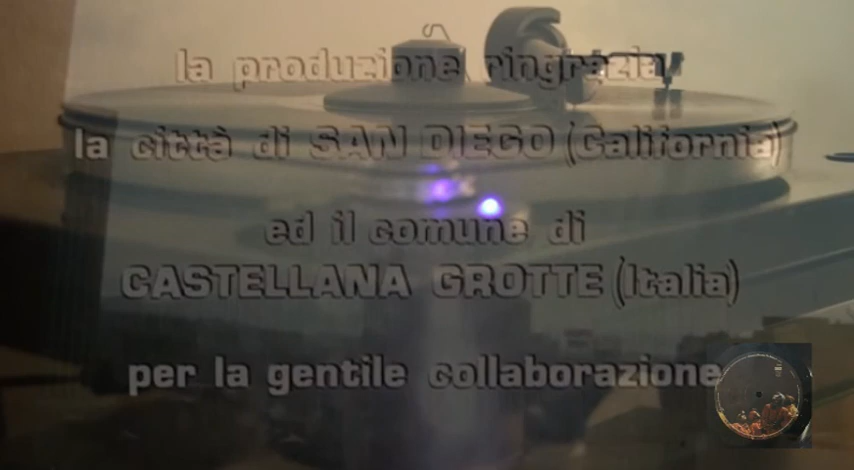 la produzione ringrazia
la città di SAN DIEGO (California)
ed il comune di
CASTELLANA GROTTE (Italia)
per la gentile collaborazione